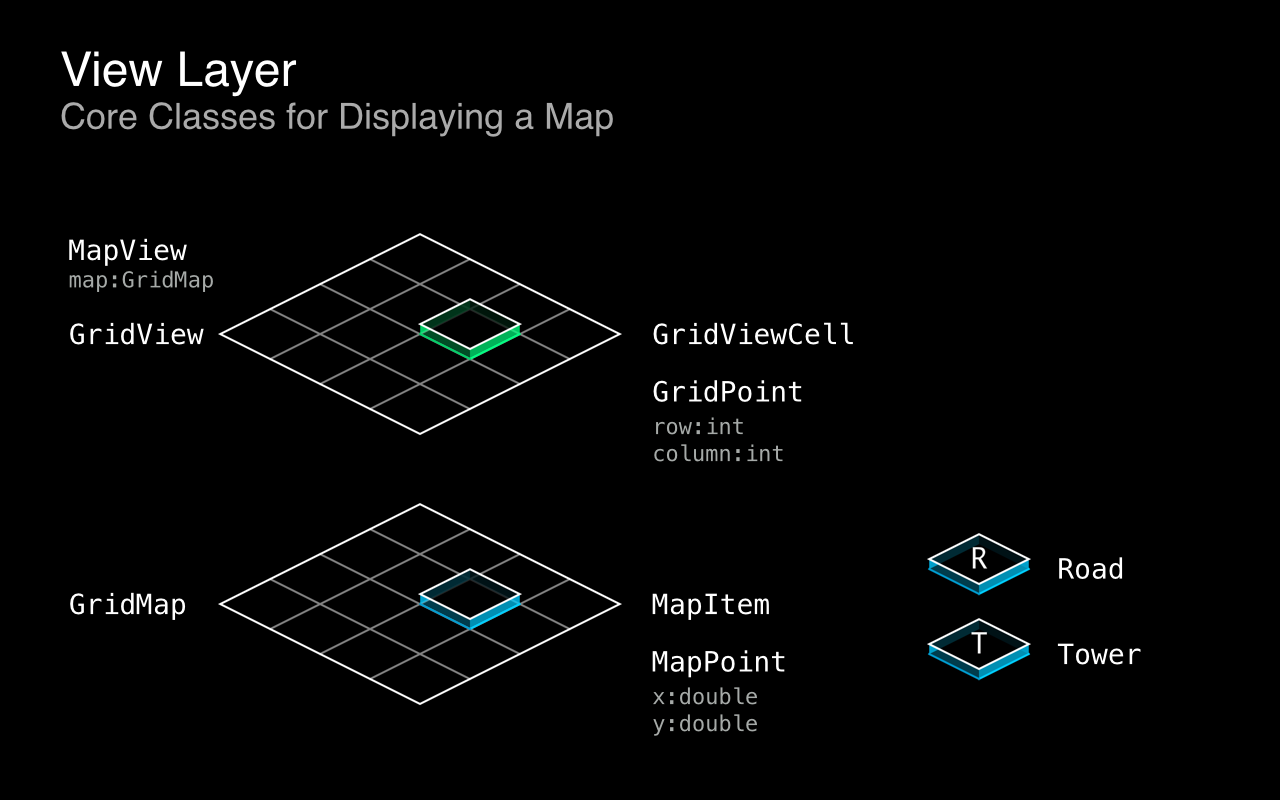 View Layer
Core Classes for Displaying a Map
MapView
map:GridMap
GridView
GridViewCell
GridPoint
row:int
column:int
GridMap
MapItem
MapPoint
x:double
y:double
R
Road
T
Tower